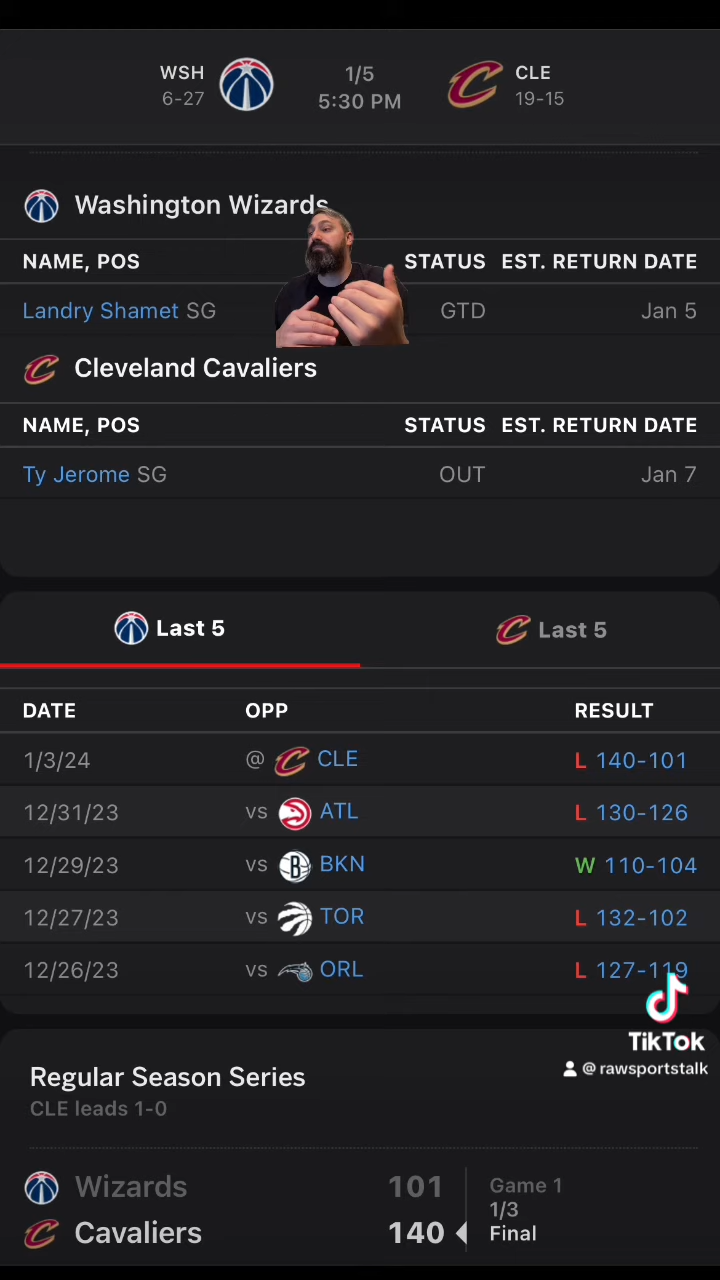 WSH 1/5 CLE
6-27 5:30 PM 19-15
Washington Wizards
NAME, POS STATUS EST. RETURN DATE
Landry Shamet SG GTD Jan 5
Cleveland Cavaliers
NAME, POS STATUS EST. RETURN DATE
Ty Jerome SG OUT Jan 7
Last 5 Last 5
DATE OPP RESULT
1/3/24 @ CLE L 140-101
12/31/23 vs ATL L 130-126
12/29/23 vs BKN W 110-104
12/27/23 vs TOR L 132-102
12/26/23 vs ORL L 127-119
TikTok
@rawsportstalk
Regular Season Series
CLE leads 1-0
Wizards 101 Game 1
1/3
Cavaliers 140 Final